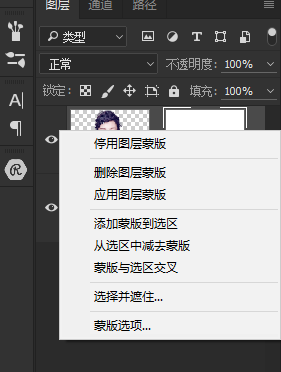 图层 通道 路径
类型
正常 不透明度: 100%
锁定: 填充: 100%
停用图层蒙版
删除图层蒙版
应用图层蒙版
添加蒙版到选区
从选区中减去蒙版
蒙版与选区交叉
选择并遮住...
蒙版选项...